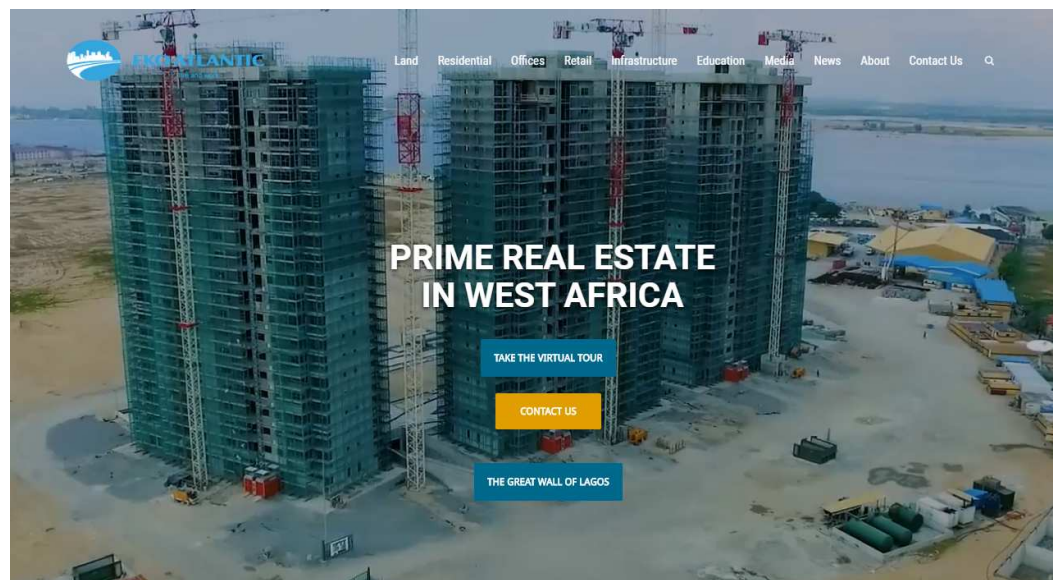 EKO ATLANTIC
Land Residential Offices Retail Infrastructure Education Media News About Contact Us
PRIME REAL ESTATE
IN WEST AFRICA
TAKE THE VIRTUAL TOUR
CONTACT US
THE GREAT WALL OF LAGOS